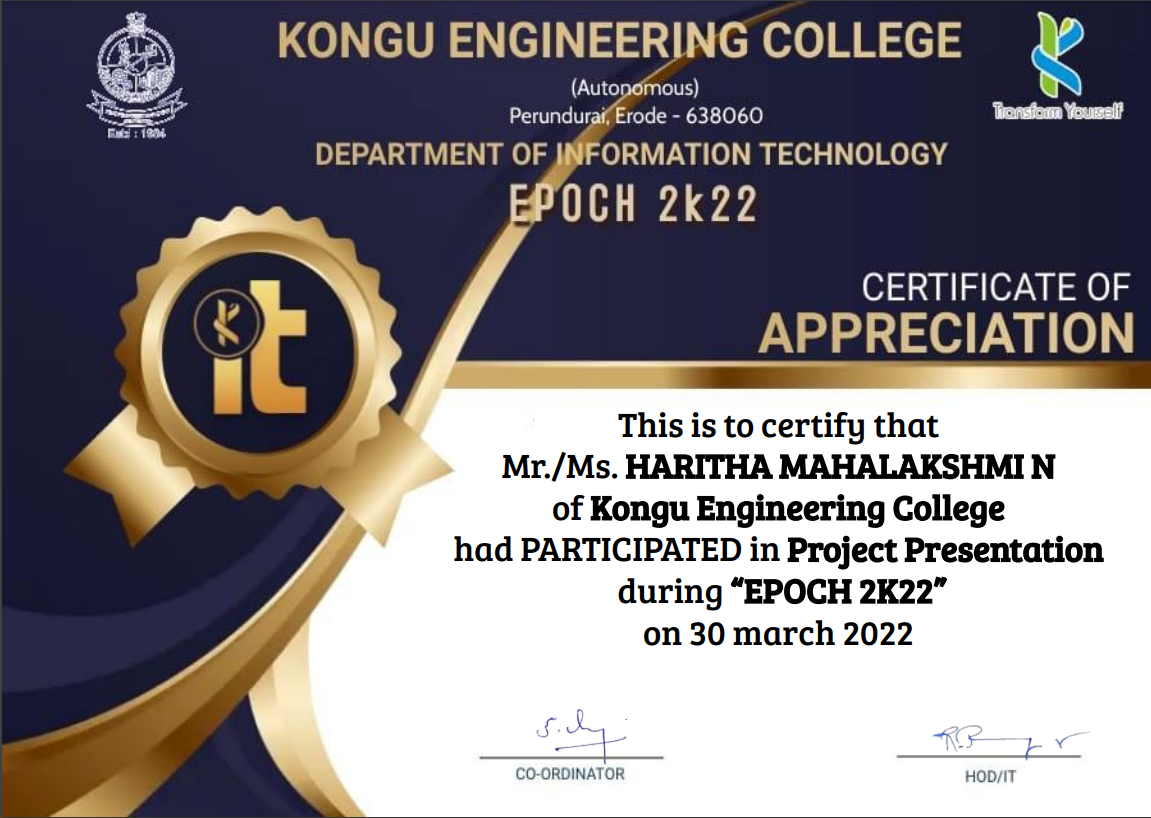 KONGU ENGINEERING COLLEGE
(Autonomous)
Perundurai, Erode - 638060
Estd : 1984
Transform Yourself
DEPARTMENT OF INFORMATION TECHNOLOGY
EPOCH 2k22
it
CERTIFICATE OF
APPRECIATION
This is to certify that
Mr./Ms. HARITHA MAHALAKSHMI N
of Kongu Engineering College
had PARTICIPATED in Project Presentation
during “EPOCH 2K22”
on 30 march 2022
CO-ORDINATOR
HOD/IT